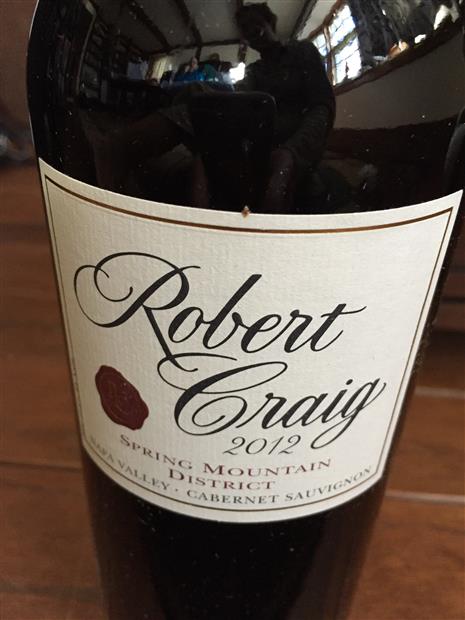 Robert
Craig
2012
SPRING MOUNTAIN
DISTRICT
NAPA VALLEY · CABERNET SAUVIGNON